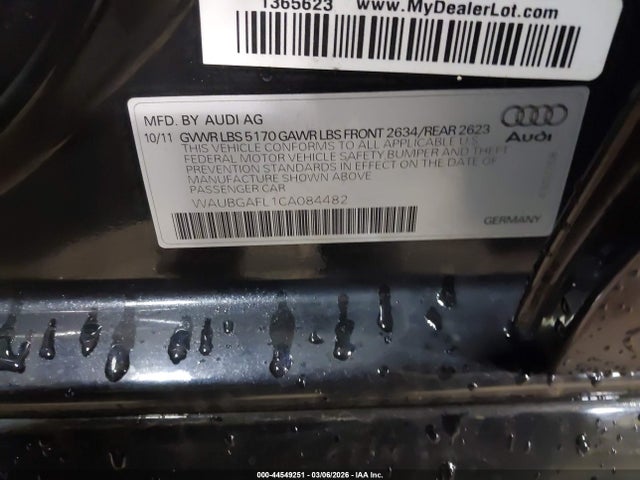 1365623 www.MyDealerLot.com
MFD. BY AUDI AG
10/11 GVWR LBS 5170 GAWR LBS FRONT 2634/REAR 2623
THIS VEHICLE CONFORMS TO ALL APPLICABLE U.S.
FEDERAL MOTOR VEHICLE SAFETY BUMPER AND THEFT
PREVENTION STANDARDS IN EFFECT ON THE DATE OF
MANUFACTURE SHOWN ABOVE
PASSENGER CAR
WAUBGAFL1CA084482
Audi
GERMANY
000-44549251 - 03/06/2026 - IAA Inc.